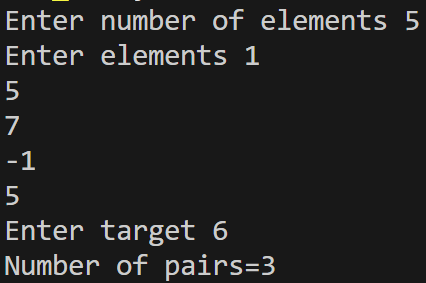 Enter number of elements 5
Enter elements 1
5
7
-1
5
Enter target 6
Number of pairs=3